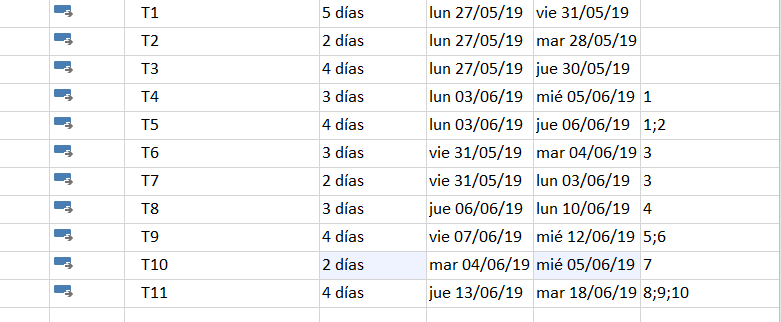 T1 5 días lun 27/05/19 vie 31/05/19
T2 2 días lun 27/05/19 mar 28/05/19
T3 4 días lun 27/05/19 jue 30/05/19
T4 3 días lun 03/06/19 mié 05/06/19 1
T5 4 días lun 03/06/19 jue 06/06/19 1;2
T6 3 días vie 31/05/19 mar 04/06/19 3
T7 2 días vie 31/05/19 lun 03/06/19 3
T8 3 días jue 06/06/19 lun 10/06/19 4
T9 4 días vie 07/06/19 mié 12/06/19 5;6
T10 2 días mar 04/06/19 mié 05/06/19 7
T11 4 días jue 13/06/19 mar 18/06/19 8;9;10